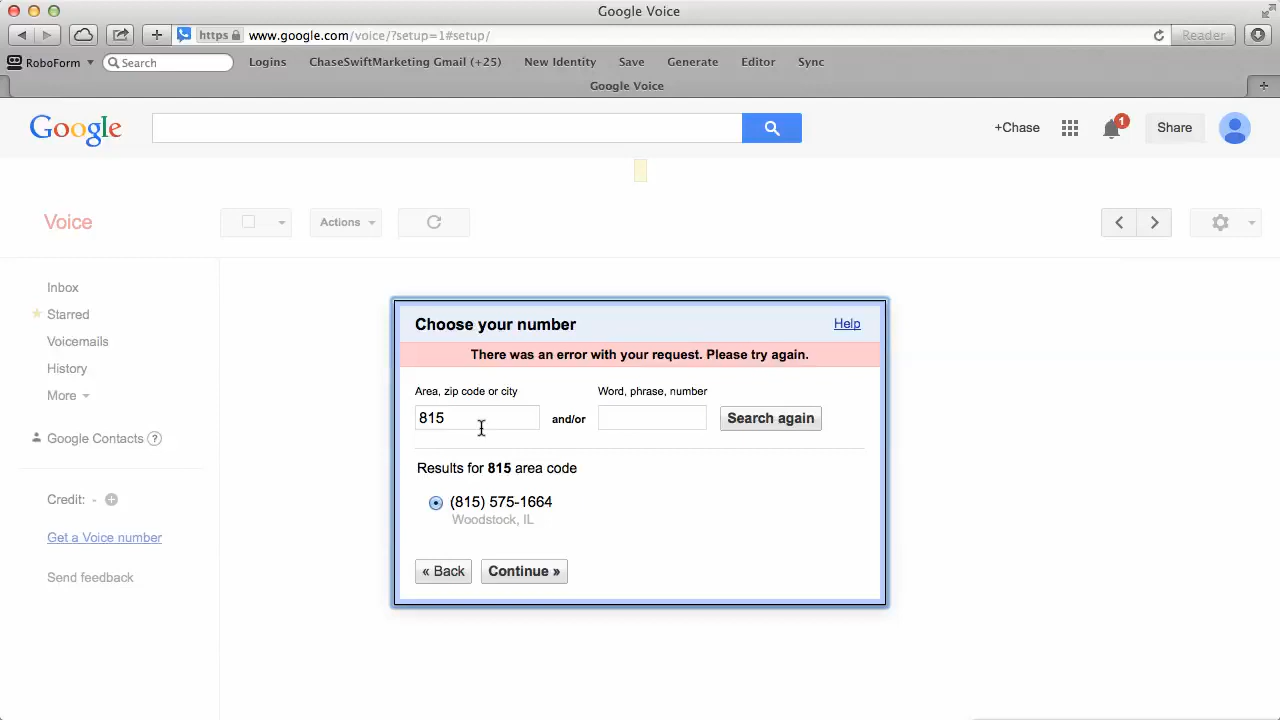 Google Voice
https www.google.com/voice/?setup=1#setup/ Reader
RoboForm Search Logins ChaseSwiftMarketing Gmail (+25) New Identity Save Generate Editor Sync
Google Voice
Google +Chase 1 Share
Voice Actions
Inbox
Starred
Voicemails
History
More
Google Contacts ?
Credit: - +
Get a Voice number
Send feedback
Choose your number Help
There was an error with your request. Please try again.
Area, zip code or city Word, phrase, number
815 and/or Search again
Results for 815 area code
(815) 575-1664
Woodstock, IL
« Back Continue »